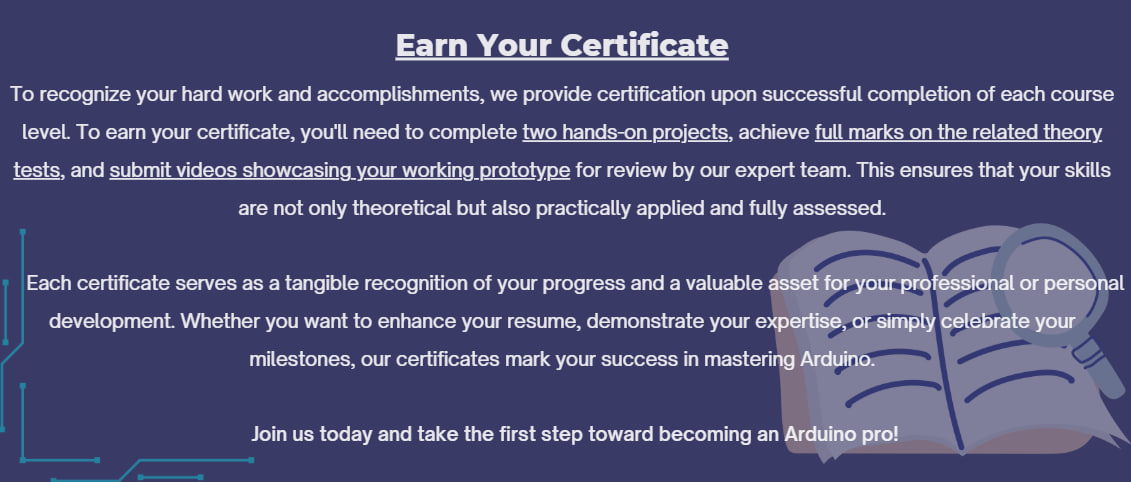 Earn Your Certificate
To recognize your hard work and accomplishments, we provide certification upon successful completion of each course
level. To earn your certificate, you'll need to complete two hands-on projects, achieve full marks on the related theory
tests, and submit videos showcasing your working prototype for review by our expert team. This ensures that your skills
are not only theoretical but also practically applied and fully assessed.
Each certificate serves as a tangible recognition of your progress and a valuable asset for your professional or personal
development. Whether you want to enhance your resume, demonstrate your expertise, or simply celebrate your
milestones, our certificates mark your success in mastering Arduino.
Join us today and take the first step toward becoming an Arduino pro!